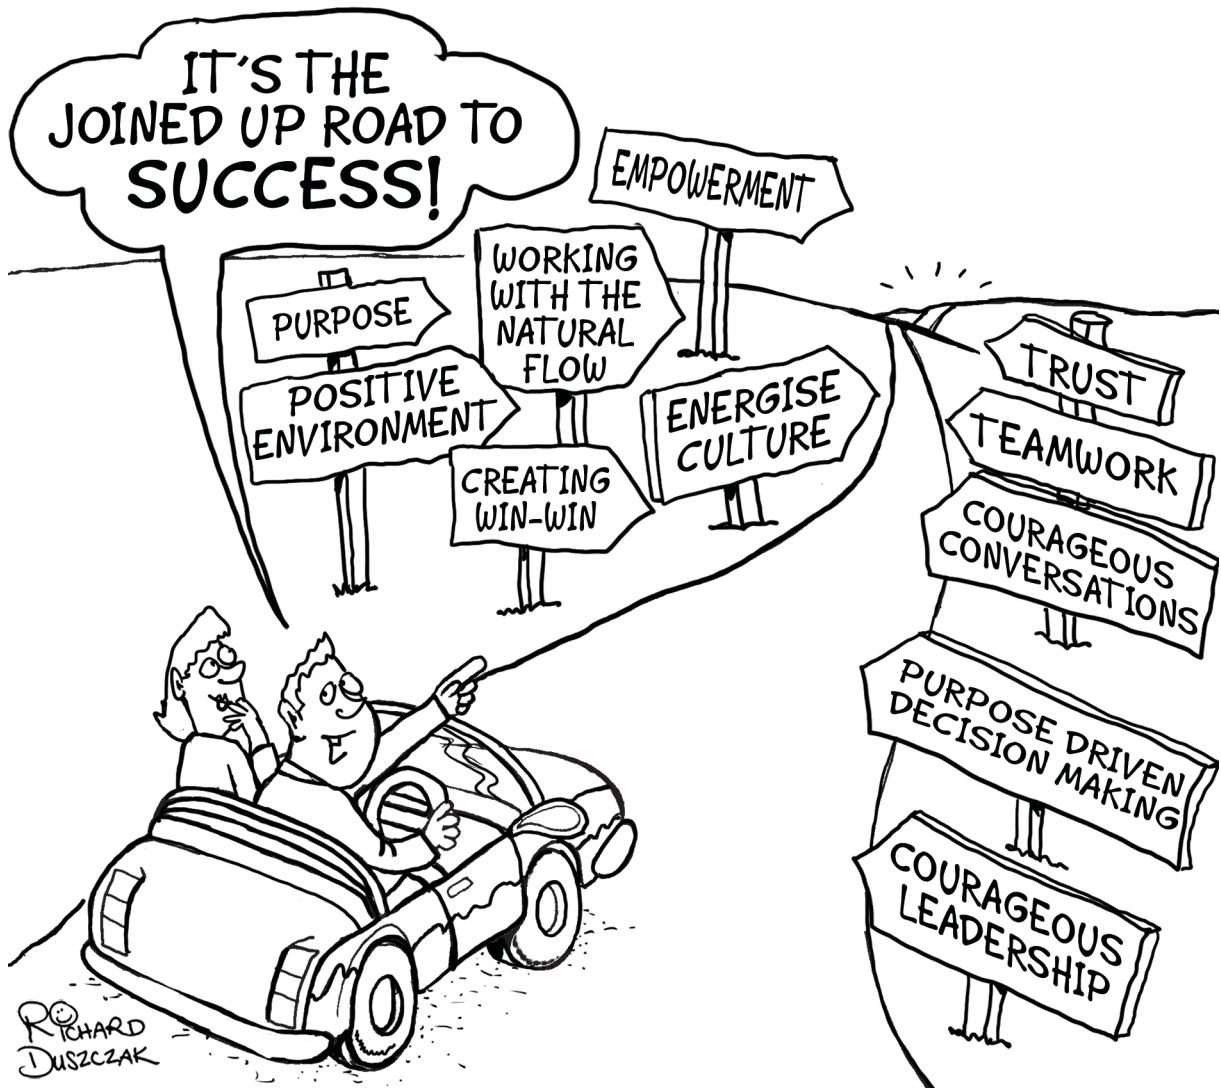 IT'S THE
JOINED UP ROAD TO
SUCCESS!
EMPOWERMENT
WORKING
WITH THE
NATURAL
FLOW
PURPOSE
POSITIVE
ENVIRONMENT
ENERGISE
CULTURE
CREATING
WIN-WIN
TRUST
TEAMWORK
COURAGEOUS
CONVERSATIONS
PURPOSE DRIVEN
DECISION MAKING
COURAGEOUS
LEADERSHIP
RICHARD
DUSZCZAK